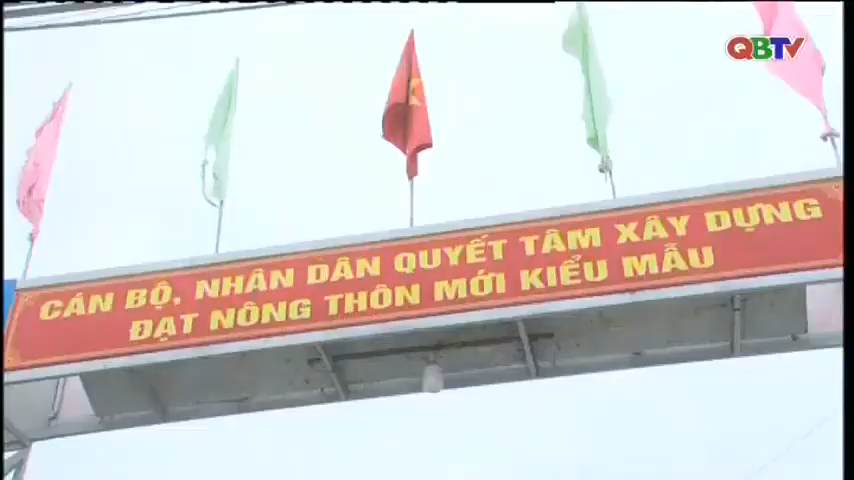 QBTV
CÁN BỘ, NHÂN DÂN QUYẾT TÂM XÂY DỰNG
ĐẠT NÔNG THÔN MỚI KIỂU MẪU